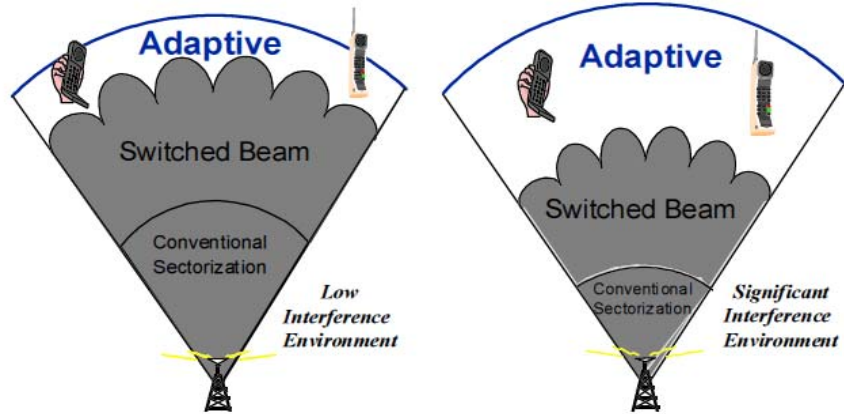 Adaptive
Switched Beam
Conventional
Sectorization
Low
Interference
Environment
Adaptive
Switched Beam
Conventional
Sectorization
Significant
Interference
Environment